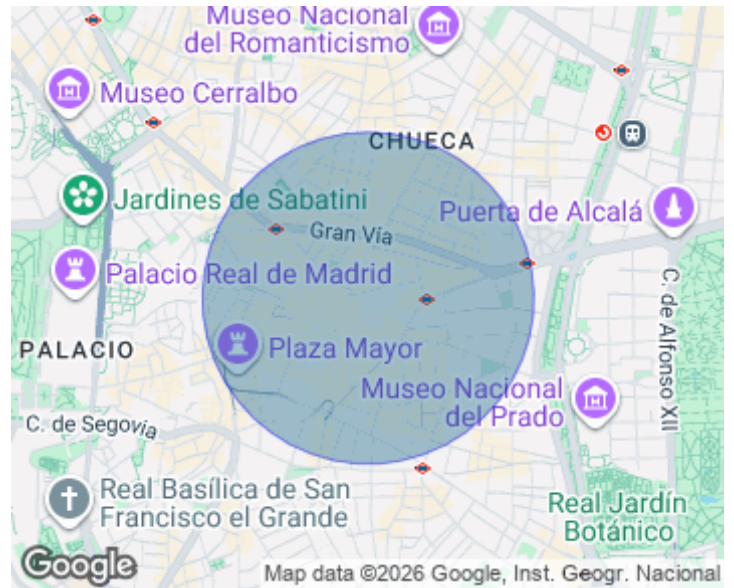 Museo Nacional
del Romanticismo
Museo Cerralbo
CHUECA
Jardines de Sabatini
Puerta de Alcalá
Gran Vía
Palacio Real de Madrid
C. de Alfonso XII
PALACIO
Plaza Mayor
Museo Nacional
del Prado
C. de Segovia
Real Basílica de San
Francisco el Grande
Real Jardín
Botánico
Google
Map data ©2026 Google, Inst. Geogr. Nacional